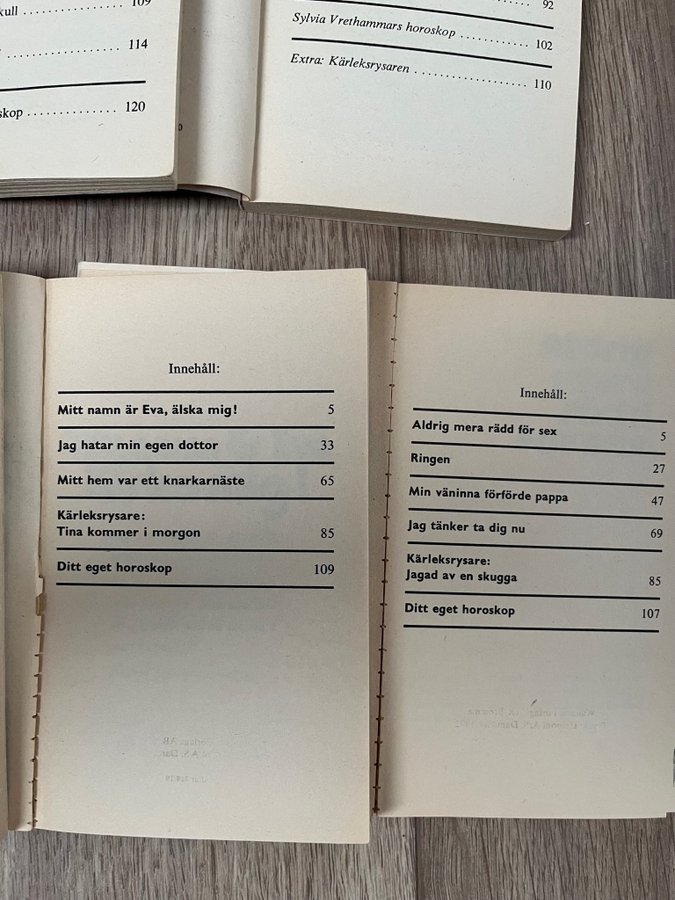 kull 109
114
skop .............. 120
92
Sylvia Vrethammars horoskop ........... 102
Extra: Kärleksrysaren .................. 110
Innehåll:
Mitt namn är Eva, älska mig! 5
Jag hatar min egen dottor 33
Mitt hem var ett knarkarnäste 65
Kärleksrysare:
Tina kommer i morgon 85
Ditt eget horoskop 109
Innehåll:
Aldrig mera rädd för sex 5
Ringen 27
Min väninna förförde pappa 47
Jag tänker ta dig nu 69
Kärleksrysare:
Jagad av en skugga 85
Ditt eget horoskop 107